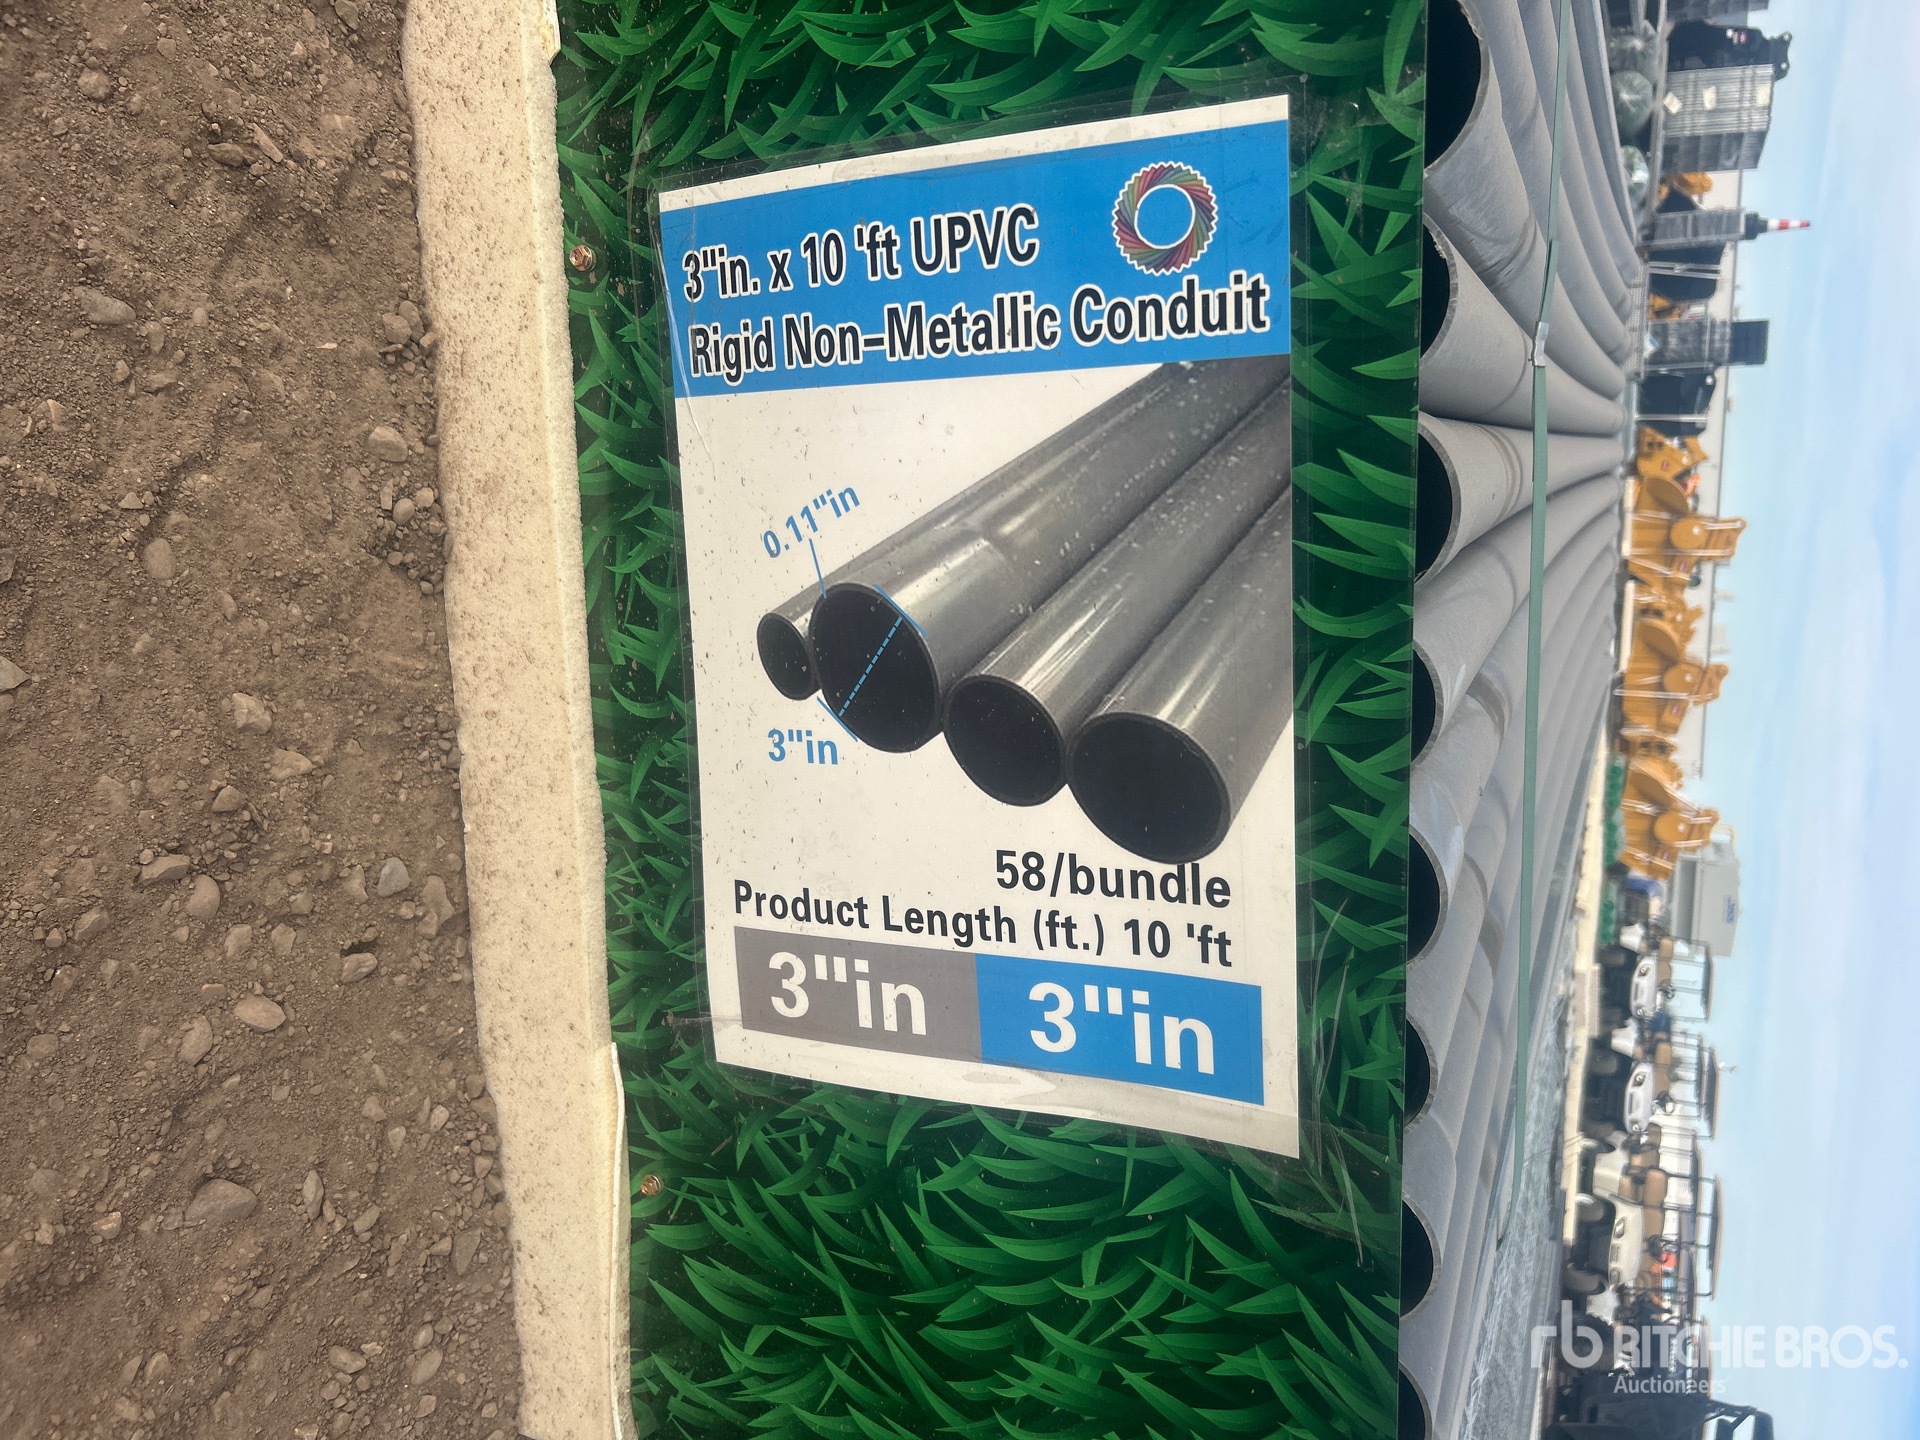 3"in. x 10 'ft UPVC
Rigid Non-Metallic Conduit
0.11"in
3"in
58/bundle
Product Length (ft.) 10 'ft
3"in 3"in
rb RITCHIE BROS.
Auctioneers